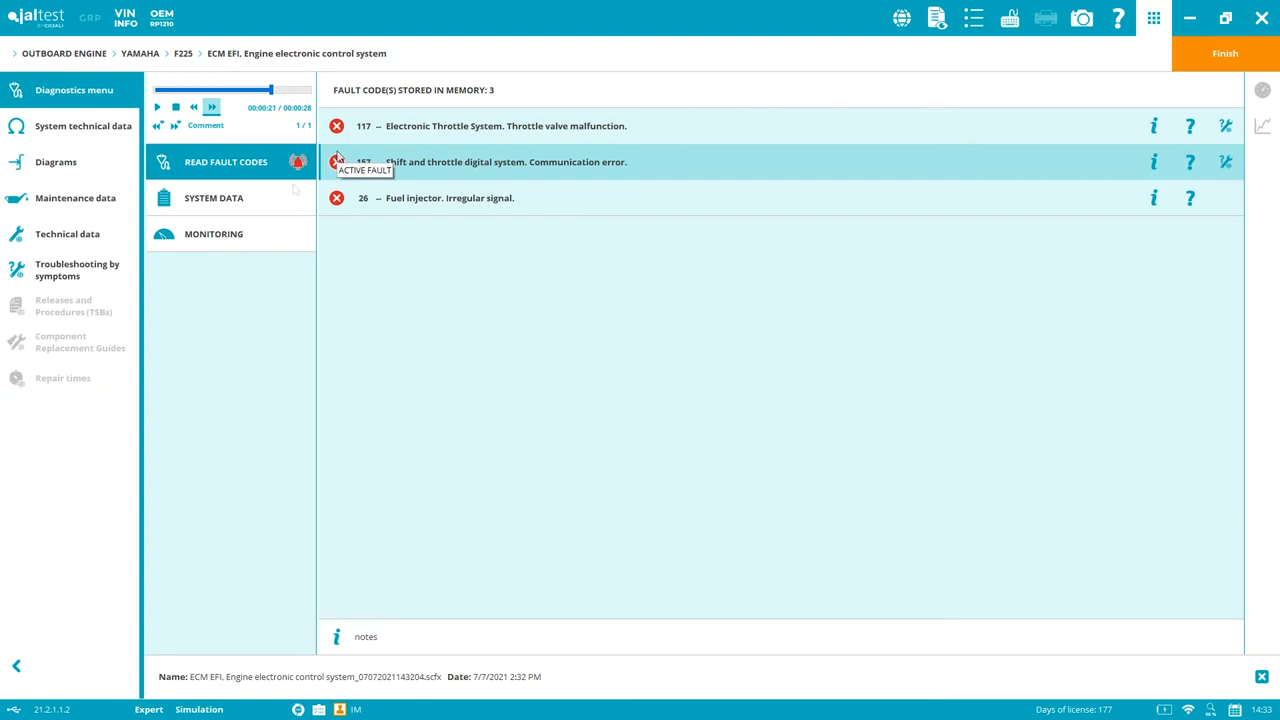 jaltest
BY COJALI
GRP
VIN INFO
OEM RP1210
OUTBOARD ENGINE > YAMAHA > F225 > ECM EFI, Engine electronic control system
Finish
Diagnostics menu
System technical data
Diagrams
Maintenance data
Technical data
Troubleshooting by
symptoms
Releases and
Procedures (TSBs)
Component
Replacement Guides
Repair times
00:00:21 / 00:00:28
Comment
1 / 1
READ FAULT CODES
SYSTEM DATA
MONITORING
FAULT CODE(S) STORED IN MEMORY: 3
117 -- Electronic Throttle System. Throttle valve malfunction.
Shift and throttle digital system. Communication error.
ACTIVE FAULT
26 -- Fuel injector. Irregular signal.
notes
Name: ECM EFI, Engine electronic control system_07072021143204.scfx Date: 7/7/2021 2:32 PM
21.2.1.1.2
Expert
Simulation
IM
Days of license: 177
14:33